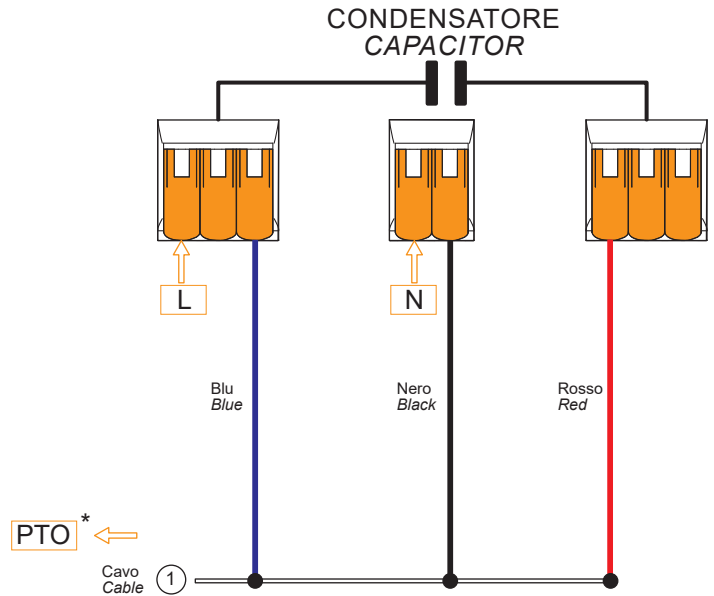 CONDENSATORE
CAPACITOR
L
N
Blu
Blue
Nero
Black
Rosso
Red
PTO *
Cavo
Cable
1